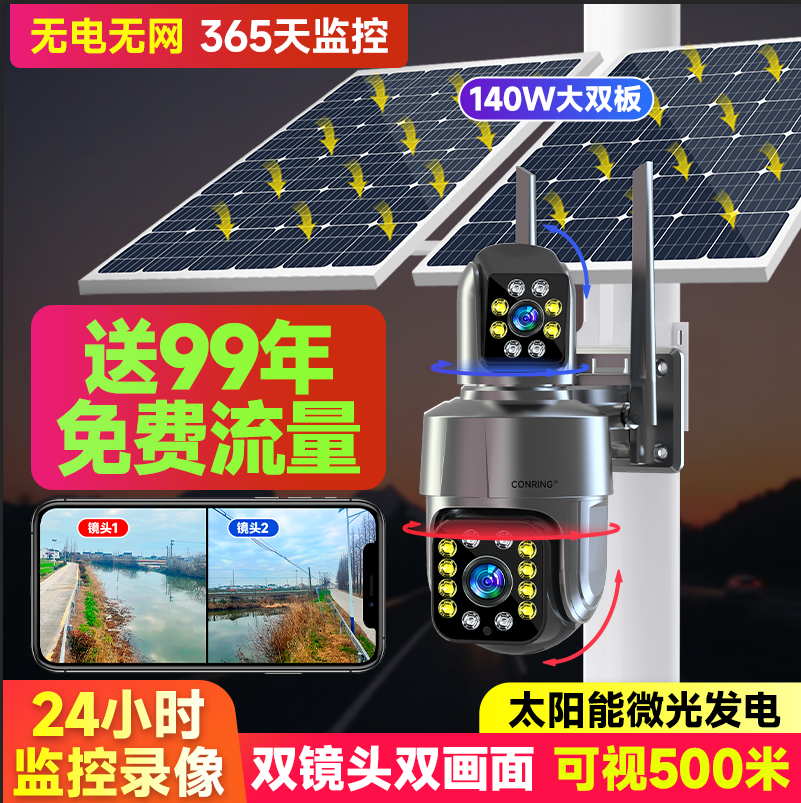 无电无网 365天监控
140W大双板
送99年
免费流量
CONRING®
镜头1 镜头2
太阳能微光发电
24小时
监控录像
双镜头双画面 可视500米